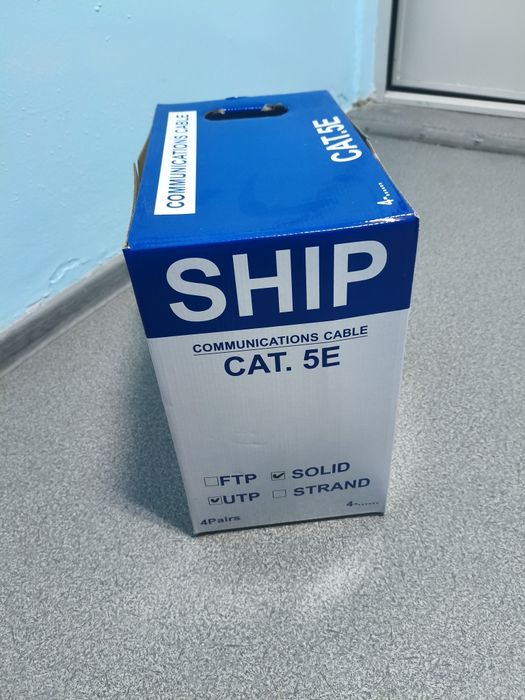 COMMUNICATIONS CABLE
CAT.5E
SHIP
COMMUNICATIONS CABLE
CAT. 5E
FTP SOLID
UTP STRAND
4Pairs